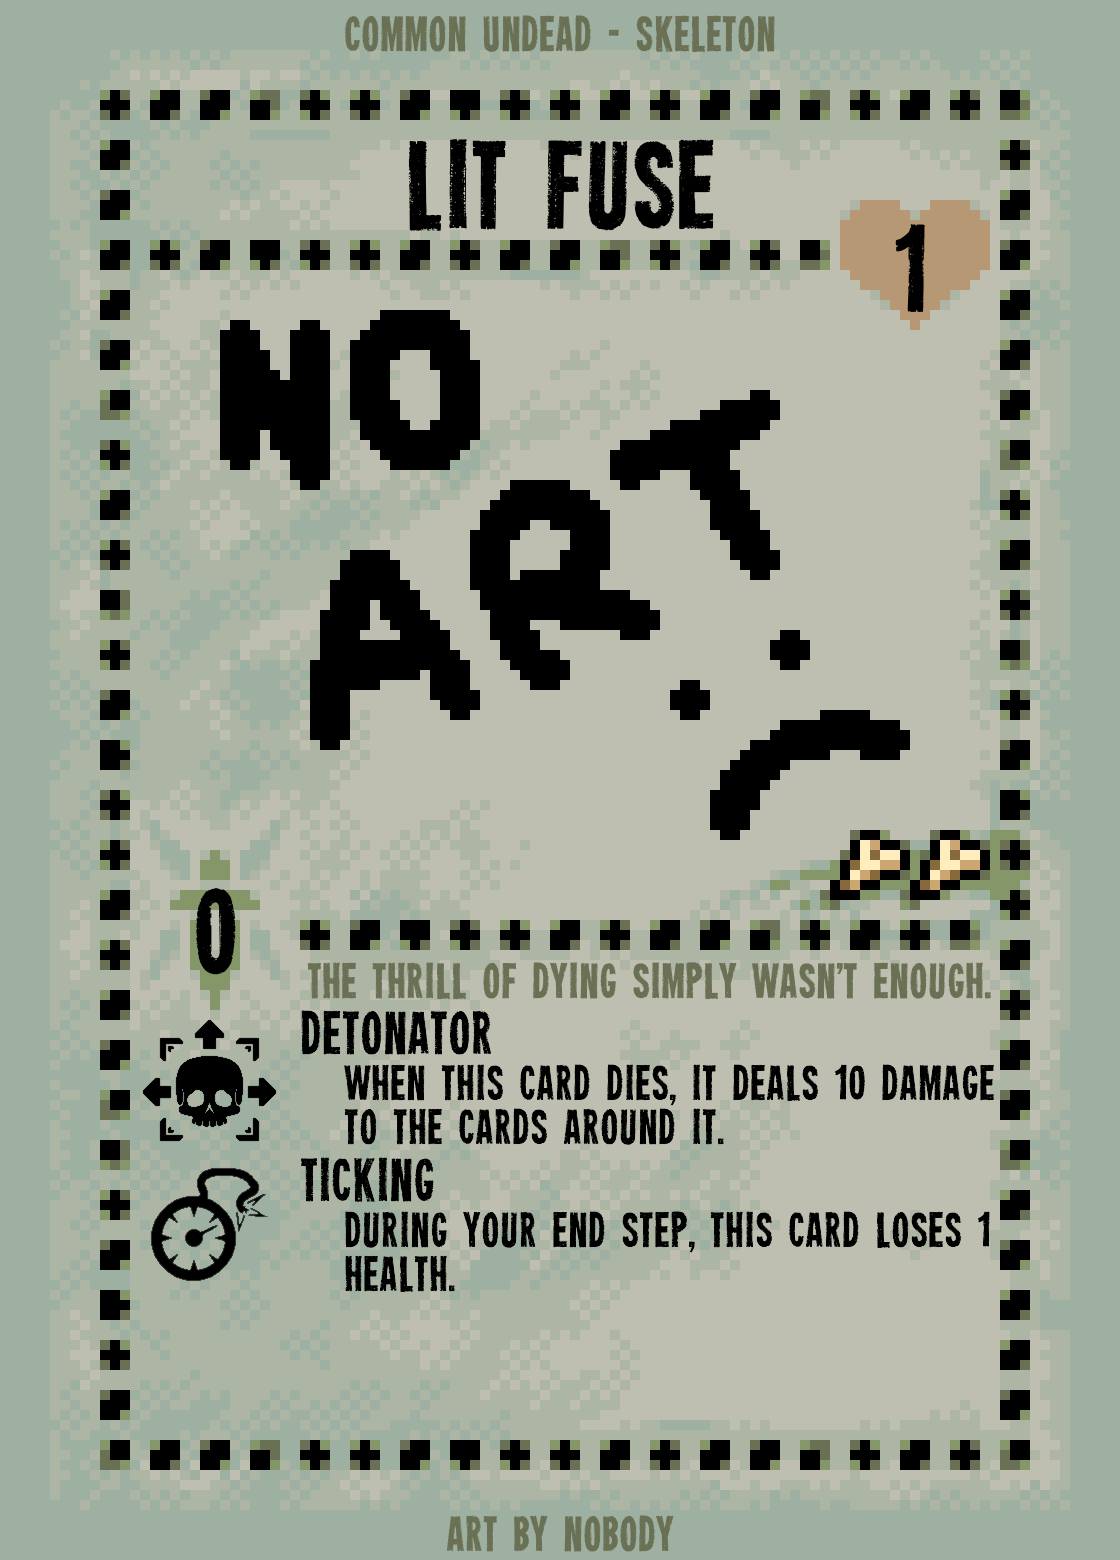 COMMON UNDEAD - SKELETON
LIT FUSE
1
NO
ART
:(
0
THE THRILL OF DYING SIMPLY WASN'T ENOUGH.
DETONATOR
WHEN THIS CARD DIES, IT DEALS 10 DAMAGE
TO THE CARDS AROUND IT.
TICKING
DURING YOUR END STEP, THIS CARD LOSES 1
HEALTH.
ART BY NOBODY